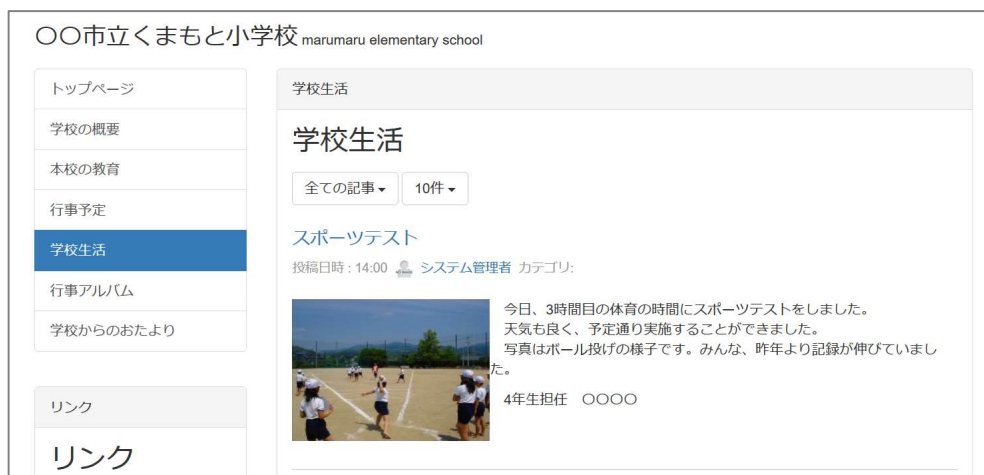 〇〇市立くまもと小学校 marumaru elementary school
トップページ
学校の概要
本校の教育
行事予定
学校生活
行事アルバム
学校からのおたより
リンク
リンク
学校生活
学校生活
全ての記事
10件
スポーツテスト
投稿日時 : 14:00 システム管理者 カテゴリ:
今日、3時間目の体育の時間にスポーツテストをしました。
天気も良く、予定通り実施することができました。
写真はボール投げの様子です。みんな、昨年より記録が伸びていまし
た。
4年生担任　〇〇〇〇